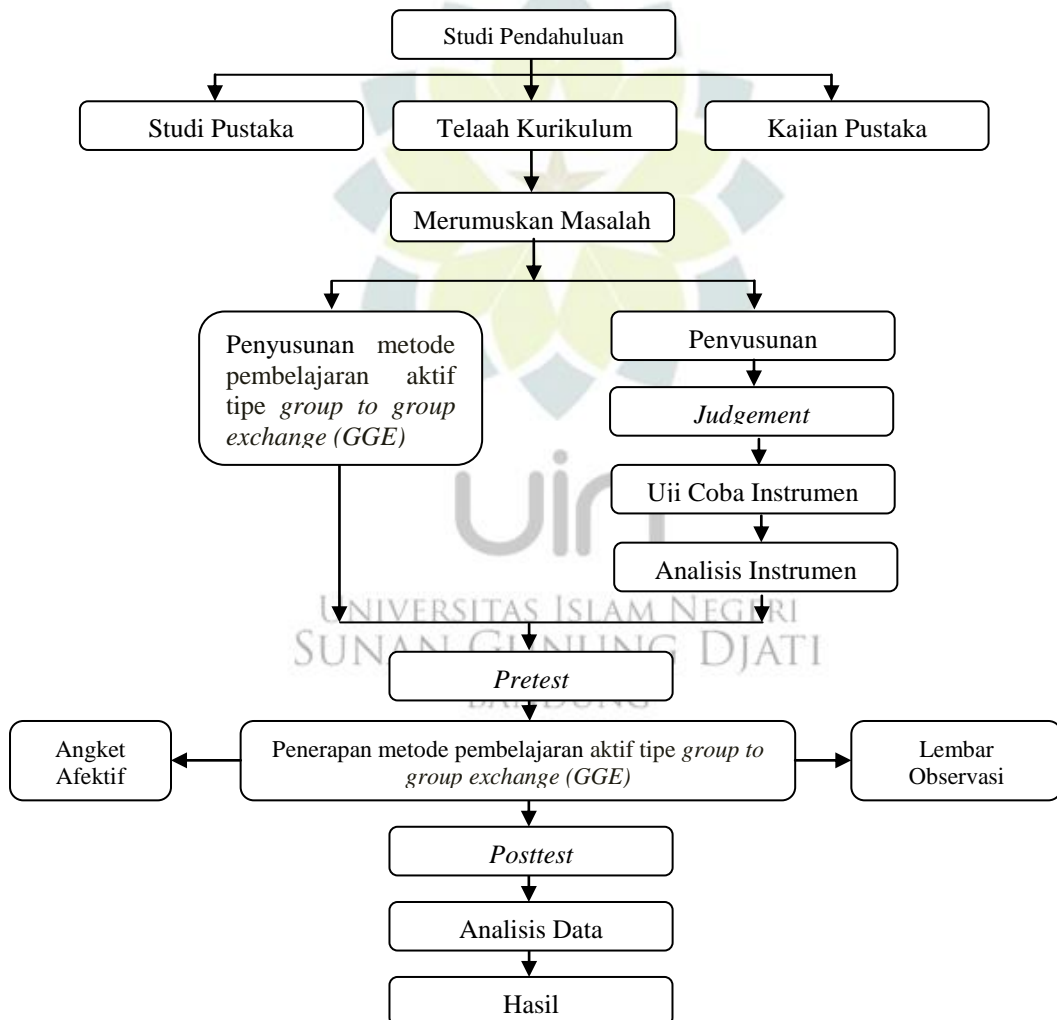 Studi Pendahuluan
Studi Pustaka
Telaah Kurikulum
Kajian Pustaka
Merumuskan Masalah
Penyusunan metode
pembelajaran aktif
tipe group to group
exchange (GGE)
Penyusunan
Judgement
Uji Coba Instrumen
Analisis Instrumen
uin
UNIVERSITAS ISLAM NEGERI
SUNAN GUNUNG DJATI
BANDUNG
Pretest
Angket
Afektif
Penerapan metode pembelajaran aktif tipe group to
group exchange (GGE)
Lembar
Observasi
Posttest
Analisis Data
Hasil